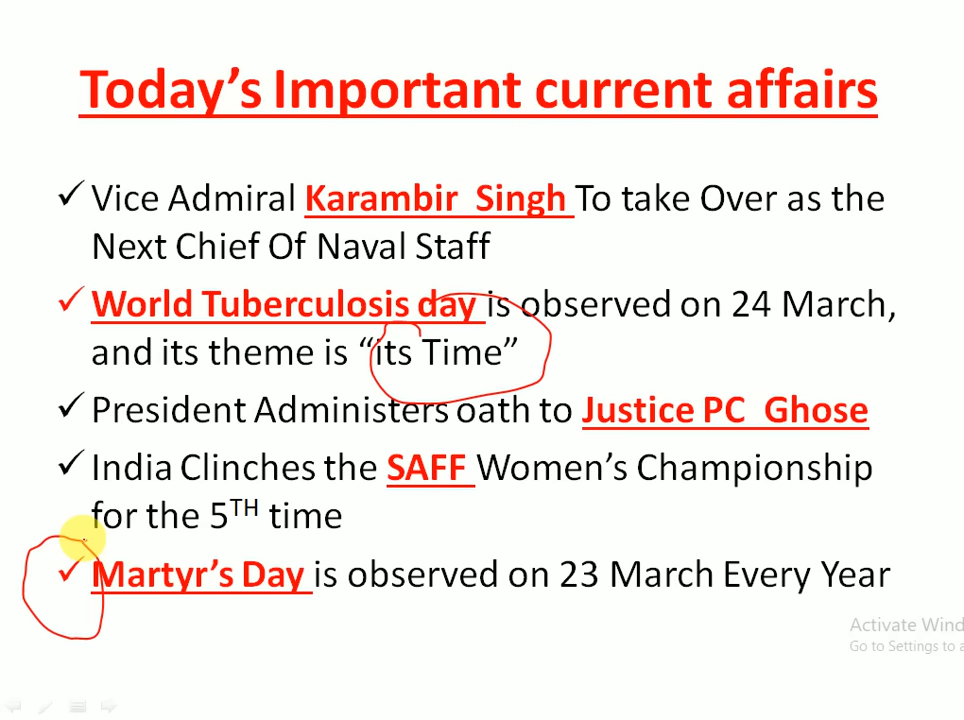 Today's Important current affairs
✓ Vice Admiral Karambir Singh To take Over as the
Next Chief Of Naval Staff
✓ World Tuberculosis day is observed on 24 March,
and its theme is “its Time”
✓ President Administers oath to Justice PC Ghose
✓ India Clinches the SAFF Women’s Championship
for the 5TH time
✓ Martyr’s Day is observed on 23 March Every Year
Activate Wind
Go to Settings to a